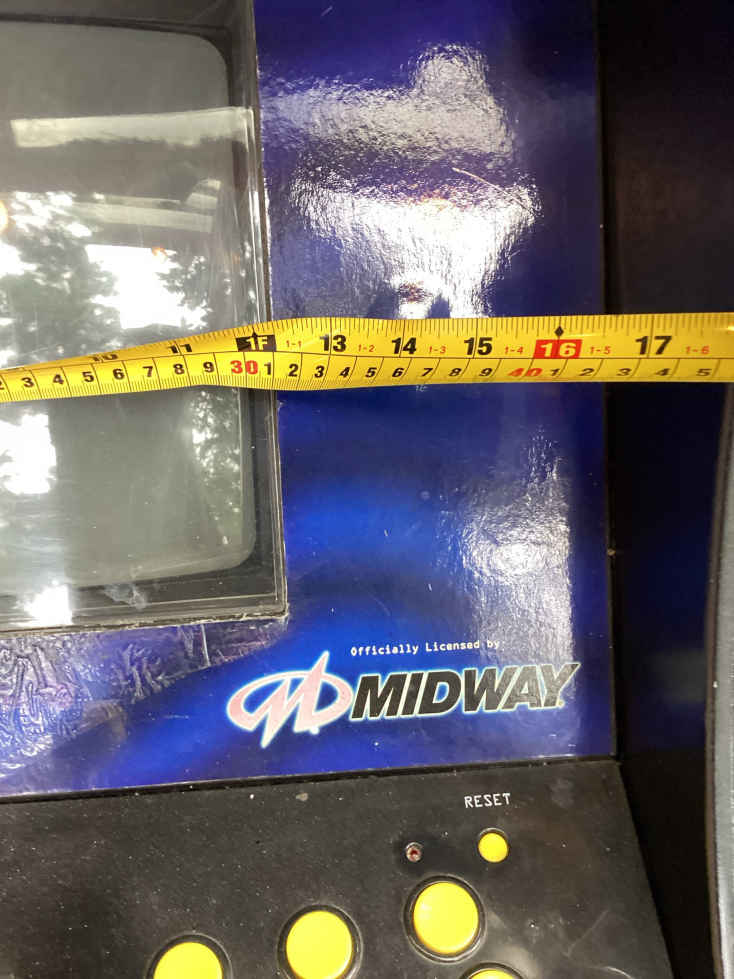 10 11 1F 1-1 13 1-2 14 1-3 15 1-4 16 1-5 17 1-6
2 3 4 5 6 7 8 9 30 1 2 3 4 5 6 7 8 9 40 1 2 3 4 5
Officially Licensed by:
MIDWAY
RESET